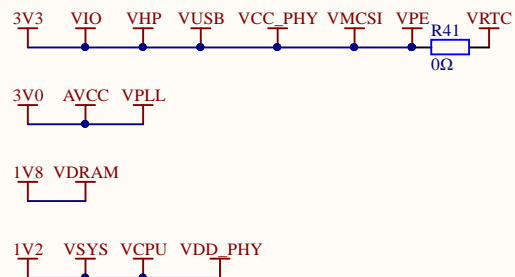 3V3 VIO VHP VUSB VCC_PHY VMCSI VPE VRTC
R41
0Ω
3V0 AVCC VPLL
1V8 VDRAM
1V2 VSYS VCPU VDD_PHY